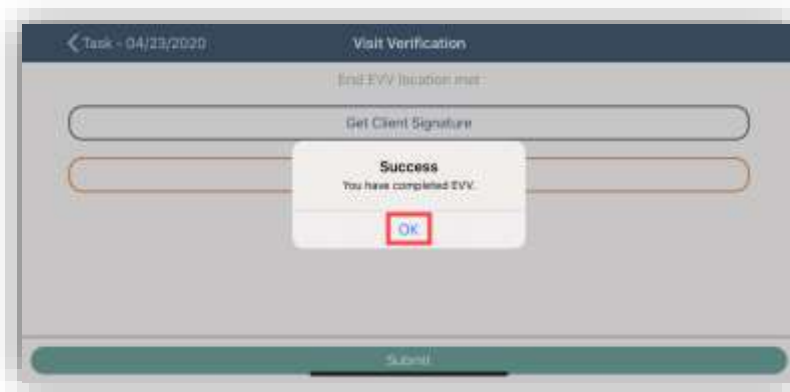 Task - 04/23/2020
Visit Verification
End EVV location met
Get Client Signature
Success
You have completed EVV.
OK
Submit